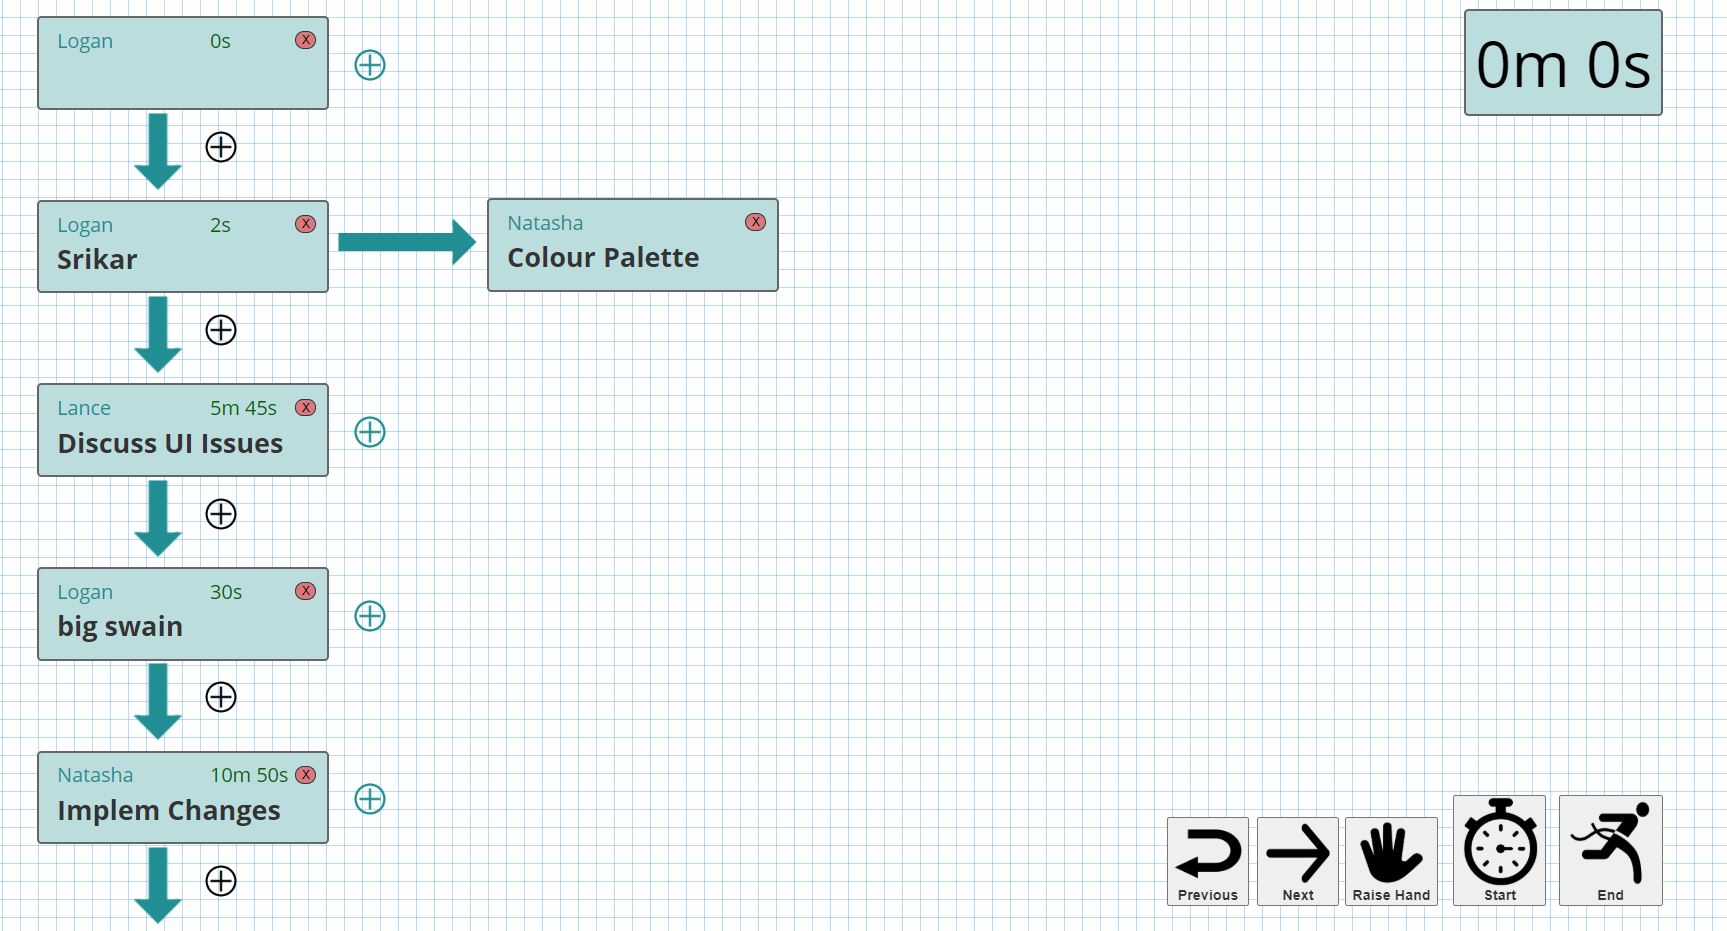 Logan 0s X
0m 0s
Logan 2s X
Srikar
Natasha X
Colour Palette
Lance 5m 45s X
Discuss UI Issues
Logan 30s X
big swain
Natasha 10m 50s X
Implem Changes
Previous Next Raise Hand Start End